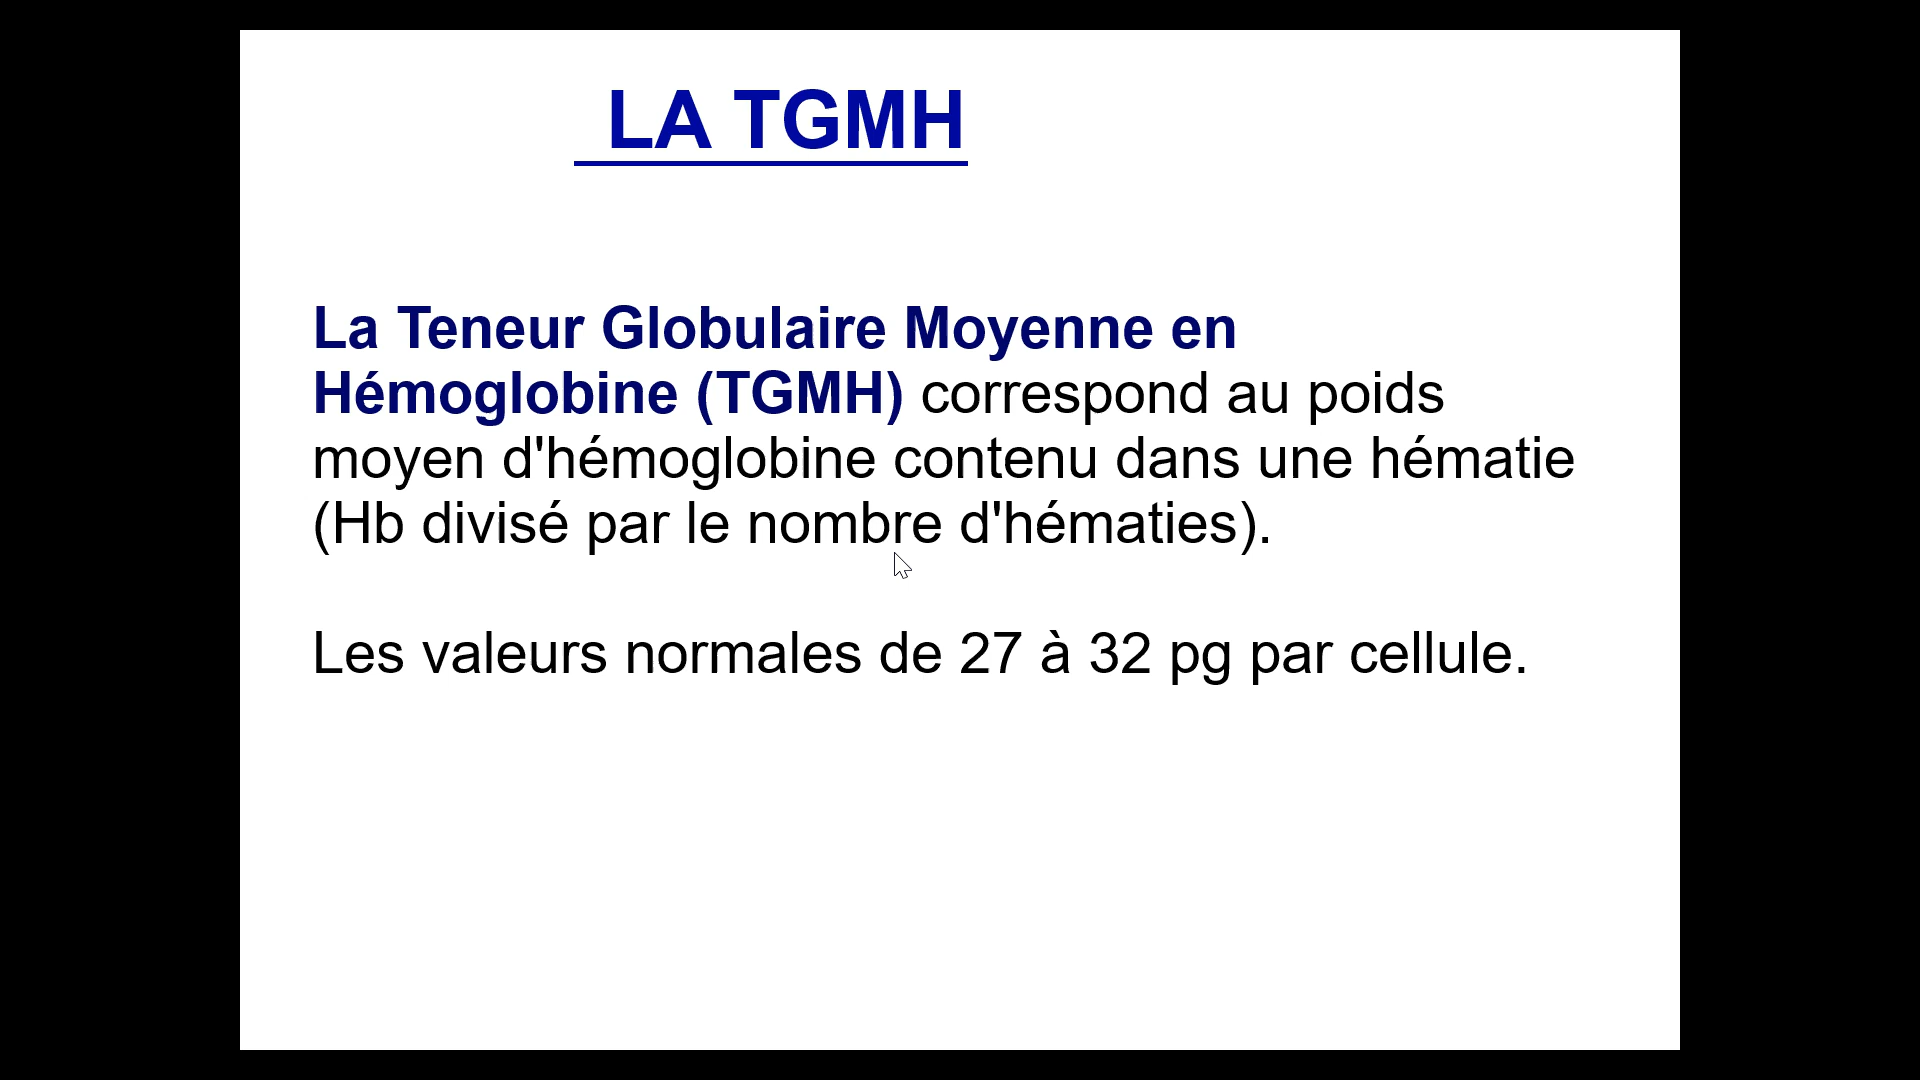 LA TGMH
La Teneur Globulaire Moyenne en
Hémoglobine (TGMH) correspond au poids
moyen d'hémoglobine contenu dans une hématie
(Hb divisé par le nombre d'hématies).
Les valeurs normales de 27 à 32 pg par cellule.